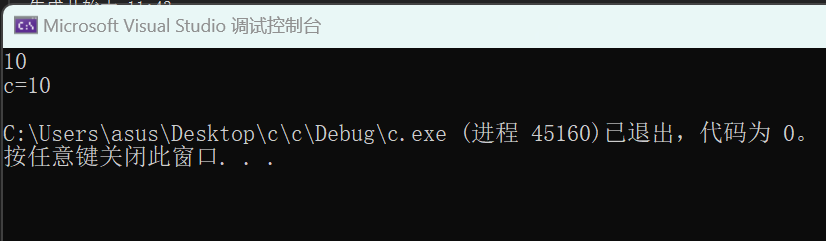 Microsoft Visual Studio 调试控制台
10
c=10
C:\Users\asus\Desktop\c\c\Debug\c.exe (进程 45160)已退出，代码为 0。
按任意键关闭此窗口. . .